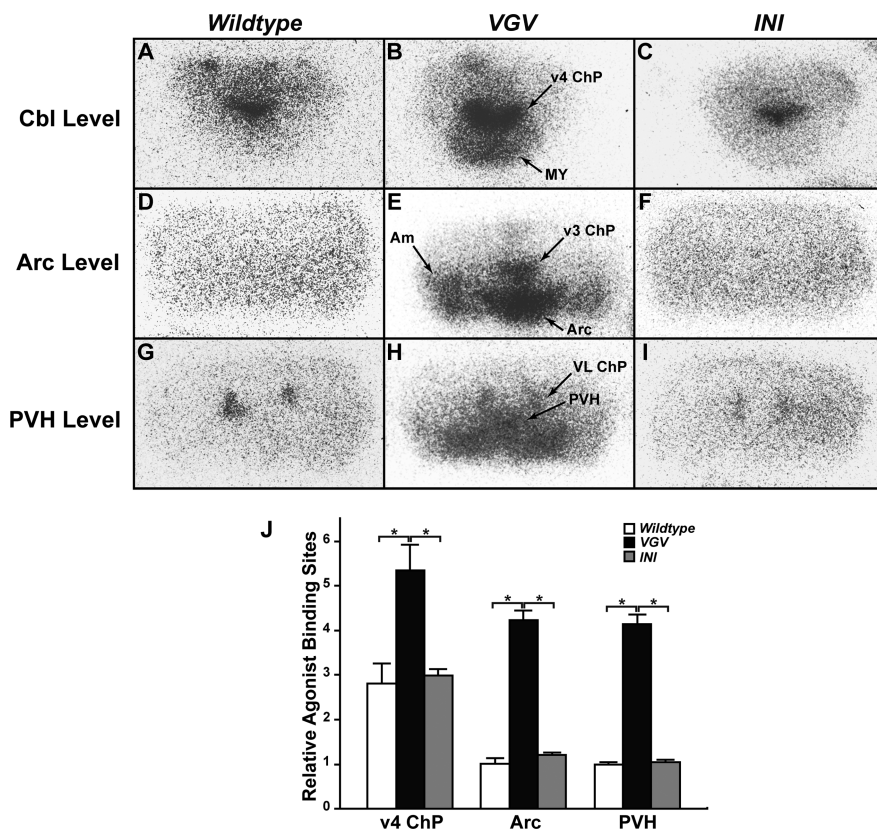 Wildtype VGV INI
Cbl Level
A
B
v4 ChP
MY
C
Arc Level
D
E
Am
v3 ChP
Arc
F
PVH Level
G
H
VL ChP
PVH
I
J
Relative Agonist Binding Sites
6
5
4
3
2
1
0
* *
* *
* *
Wildtype
VGV
INI
v4 ChP Arc PVH